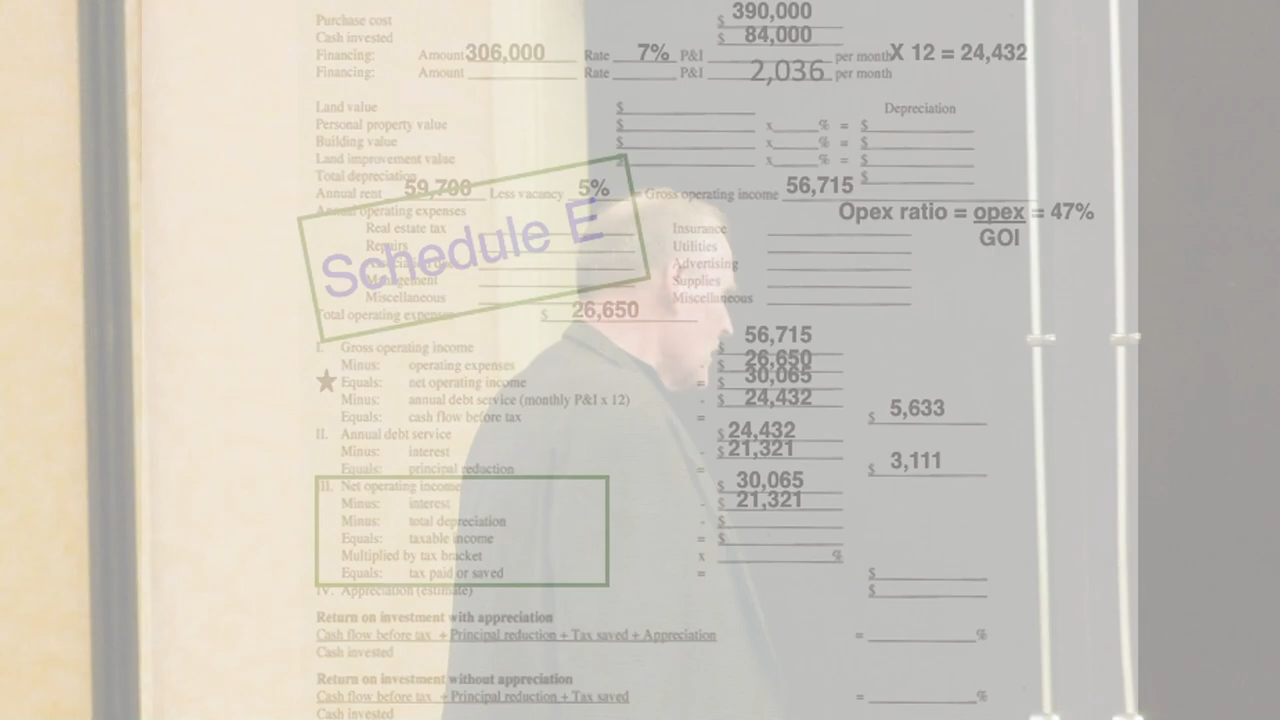 Purchase cost $ 390,000
Cash invested $ 84,000
Financing: Amount 306,000 Rate 7% P&I per month X 12 = 24,432
Financing: Amount Rate P&I 2,036 per month
Land value $ Depreciation
Personal property value $ x % = $
Building value $ x % = $
Land improvement value $ x % = $
Total depreciation $
Annual rent 59,700 Less vacancy 5% = Gross operating income 56,715
Annual operating expenses Opex ratio = opex = 47%
GOI
Real estate tax Insurance
Repairs Utilities
Advertising
Management Supplies
Miscellaneous Miscellaneous
Schedule E
Total operating expenses $ 26,650
I. Gross operating income $ 56,715
Minus: operating expenses - $ 26,650
★ Equals: net operating income = $ 30,065
Minus: annual debt service (monthly P&I x 12) - $ 24,432
Equals: cash flow before tax = $ 5,633
II. Annual debt service $ 24,432
Minus: interest - $ 21,321
Equals: principal reduction = $ 3,111
III. Net operating income $ 30,065
Minus: interest - $ 21,321
Minus: total depreciation - $
Equals: taxable income = $
Multiplied by tax bracket x %
Equals: tax paid or saved = $
IV. Appreciation (estimate) $
Return on investment with appreciation
Cash flow before tax + Principal reduction + Tax saved + Appreciation = %
Cash invested
Return on investment without appreciation
Cash flow before tax + Principal reduction + Tax saved = %
Cash invested